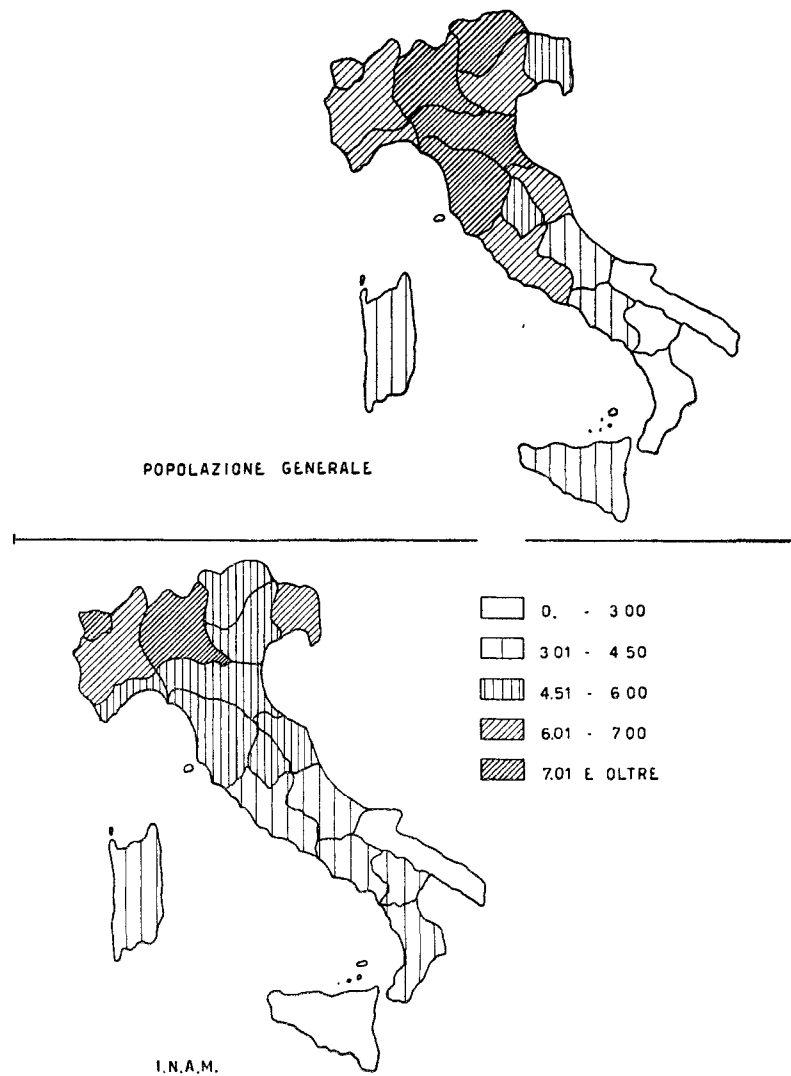 POPOLAZIONE GENERALE
0. - 3 00
3 01 - 4 50
4.51 - 6 00
6.01 - 7 00
7.01 E OLTRE
I.N.A.M.